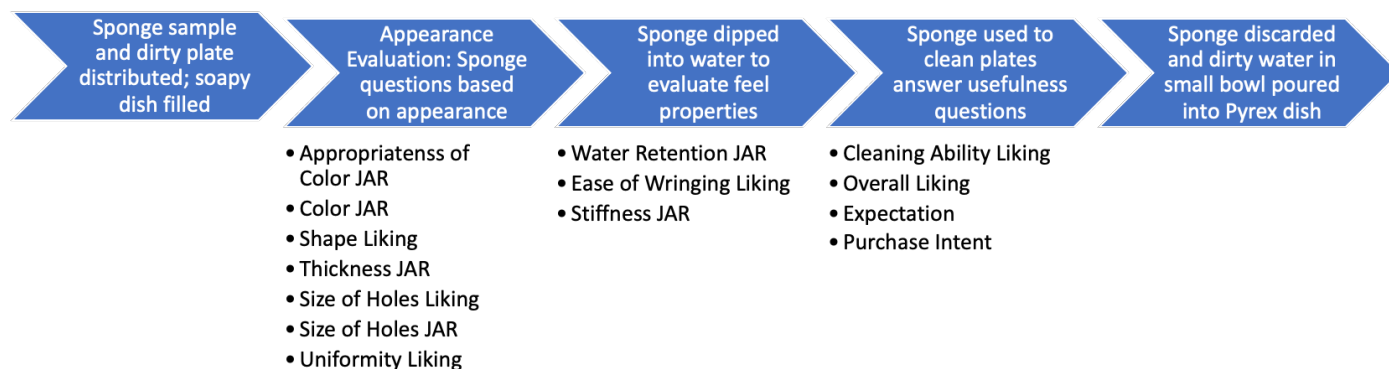 Sponge sample
and dirty plate
distributed; soapy
dish filled
Appearance
Evaluation: Sponge
questions based
on appearance
• Appropriatenss of
Color JAR
• Color JAR
• Shape Liking
• Thickness JAR
• Size of Holes Liking
• Size of Holes JAR
• Uniformity Liking
Sponge dipped
into water to
evaluate feel
properties
• Water Retention JAR
• Ease of Wringing Liking
• Stiffness JAR
Sponge used to
clean plates
answer usefulness
questions
• Cleaning Ability Liking
• Overall Liking
• Expectation
• Purchase Intent
Sponge discarded
and dirty water in
small bowl poured
into Pyrex dish